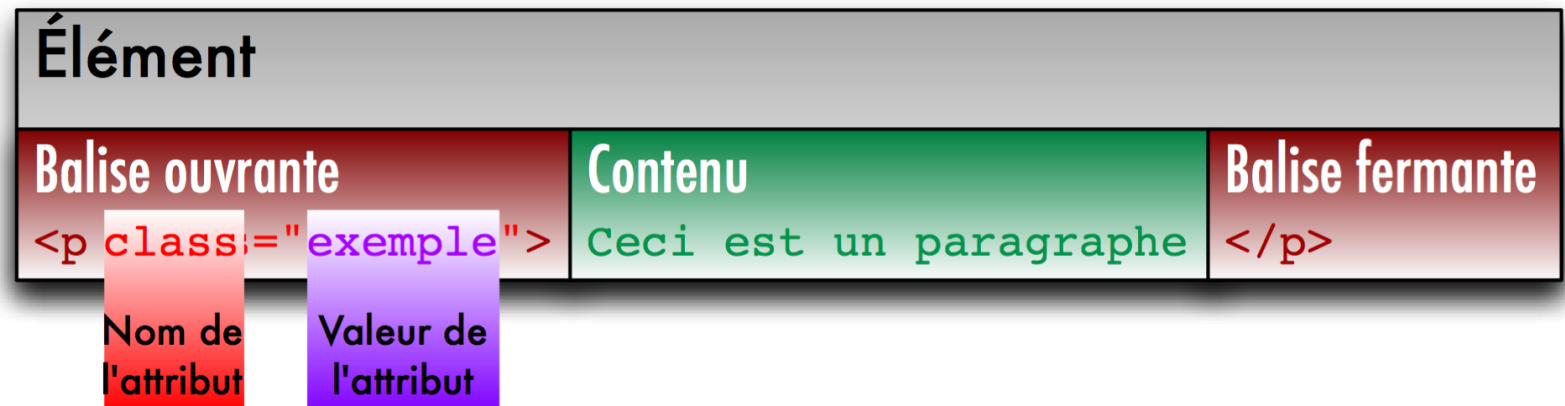 Élément
Balise ouvrante
Contenu
Balise fermante
<p class="exemple">
Ceci est un paragraphe
</p>
Nom de
l'attribut
Valeur de
l'attribut